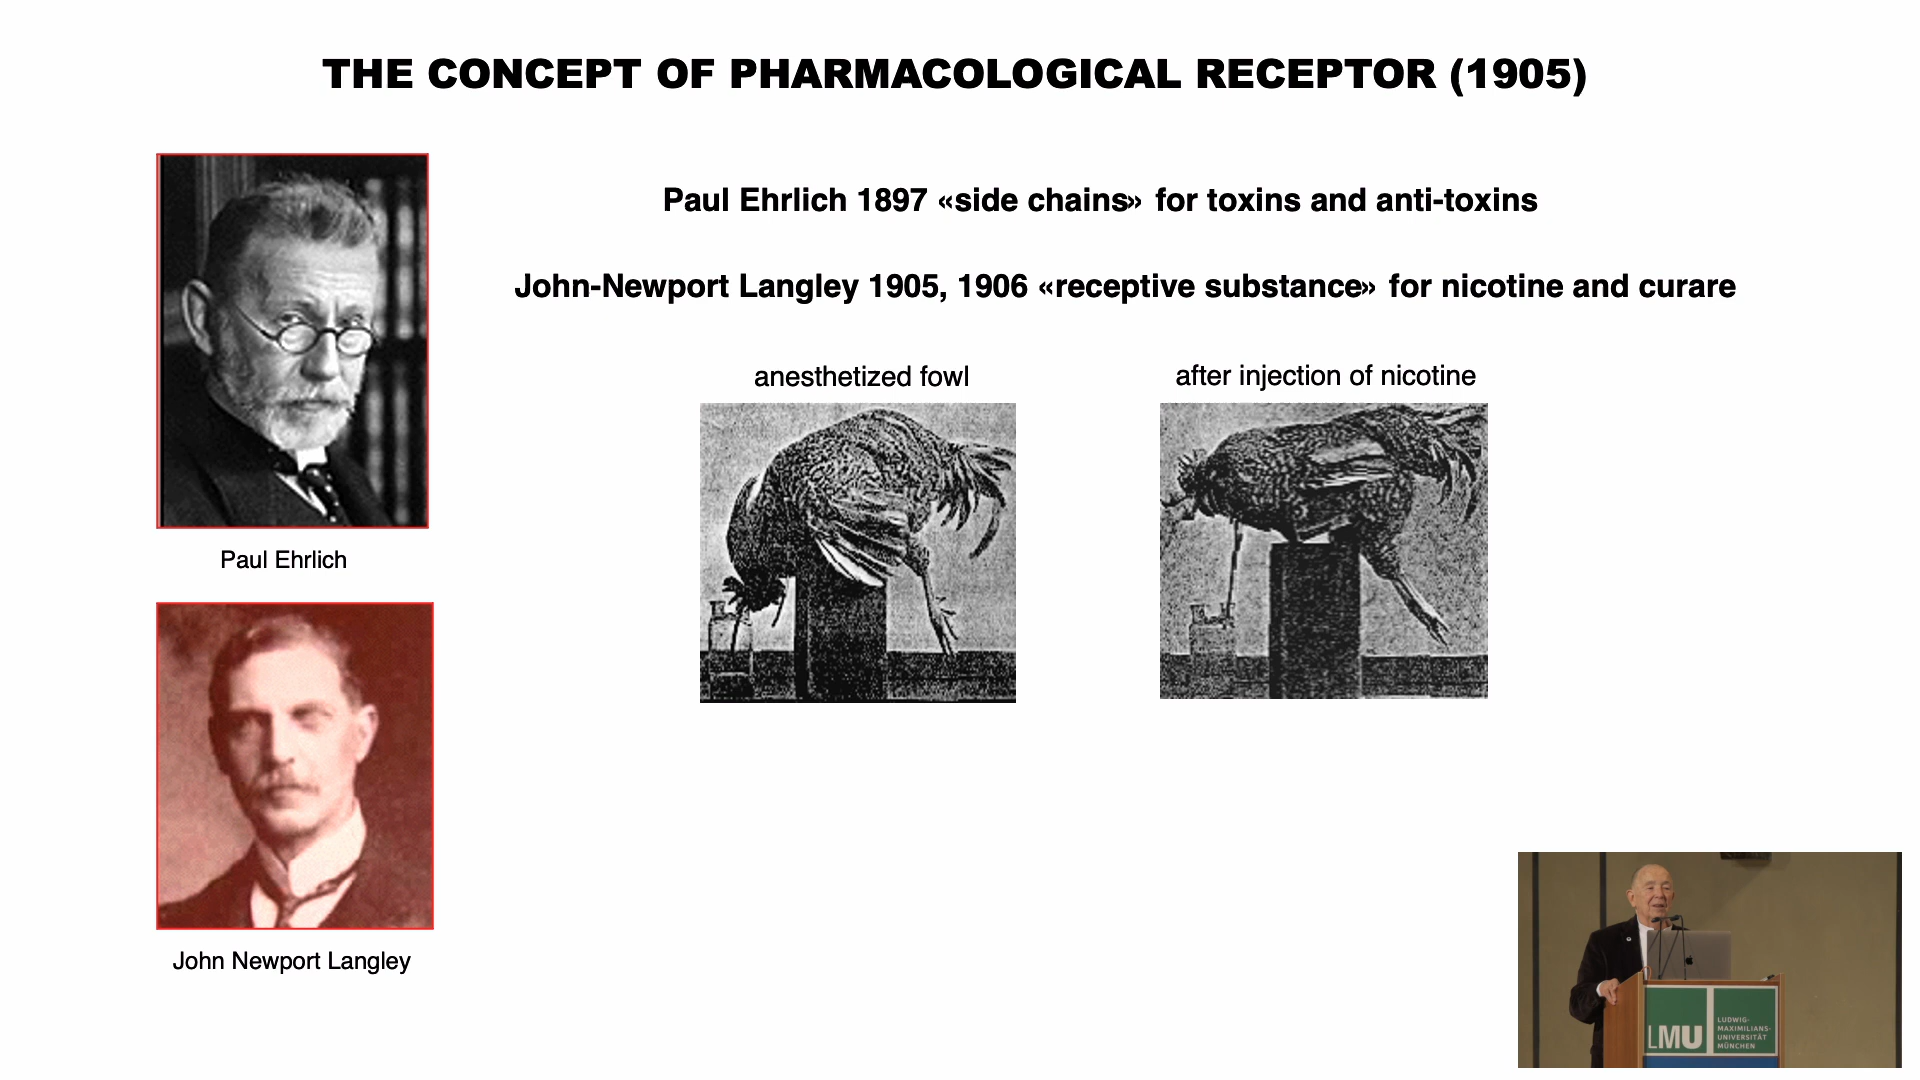 THE CONCEPT OF PHARMACOLOGICAL RECEPTOR (1905)
Paul Ehrlich 1897 «side chains» for toxins and anti-toxins
John-Newport Langley 1905, 1906 «receptive substance» for nicotine and curare
anesthetized fowl
after injection of nicotine
Paul Ehrlich
John Newport Langley
LMU
LUDWIG-
MAXIMILIANS-
UNIVERSITÄT
MÜNCHEN